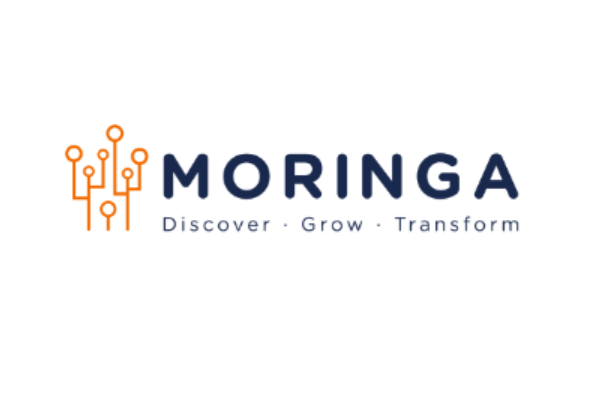 MORINGA
Discover · Grow · Transform